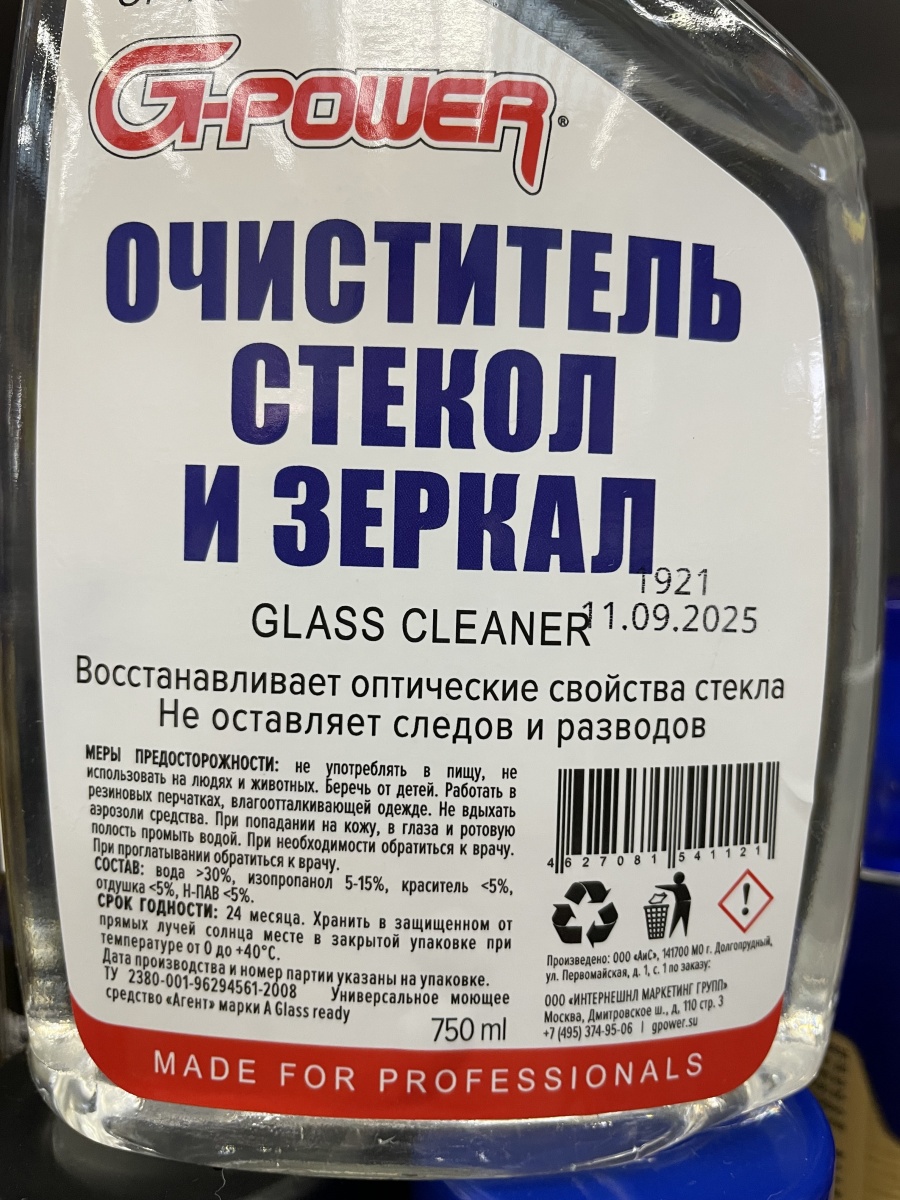 G-POWER®
ОЧИСТИТЕЛЬ
СТЕКОЛ
И ЗЕРКАЛ
1921
GLASS CLEANER
11.09.2025
Восстанавливает оптические свойства стекла
Не оставляет следов и разводов
МЕРЫ ПРЕДОСТОРОЖНОСТИ: не употреблять в пищу, не
использовать на людях и животных. Беречь от детей. Работать в
резиновых перчатках, влагоотталкивающей одежде. Не вдыхать
аэрозоли средства. При попадании на кожу, в глаза и ротовую
полость промыть водой. При необходимости обратиться к врачу.
При проглатывании обратиться к врачу.
СОСТАВ: вода >30%, изопропанол 5-15%, краситель <5%,
отдушка <5%, Н-ПАВ <5%.
СРОК ГОДНОСТИ: 24 месяца. Хранить в защищенном от
прямых лучей солнца месте в закрытой упаковке при
температуре от 0 до +40°С.
Дата производства и номер партии указаны на упаковке.
ТУ 2380-001-96294561-2008 Универсальное моющее
средство «Агент» марки A Glass ready
750 ml
4 627081 541121
Произведено: ООО «АиС», 141700 МО г. Долгопрудный,
ул. Первомайская, д. 1, с. 1 по заказу:
ООО «ИНТЕРНЕШНЛ МАРКЕТИНГ ГРУПП»
Москва, Дмитровское ш., д. 110 стр. 3
+7 (495) 374-95-06 | gpower.su
MADE FOR PROFESSIONALS